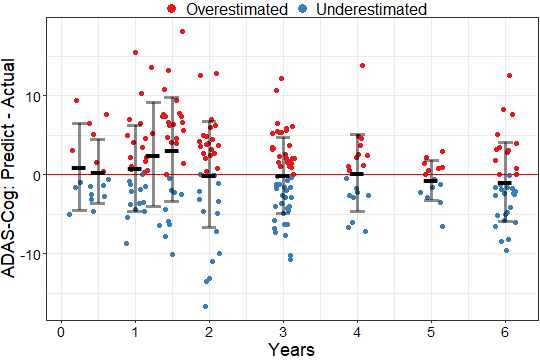 Overestimated Underestimated
ADAS-Cog: Predict - Actual
10
0
-10
0 1 2 3 4 5 6
Years